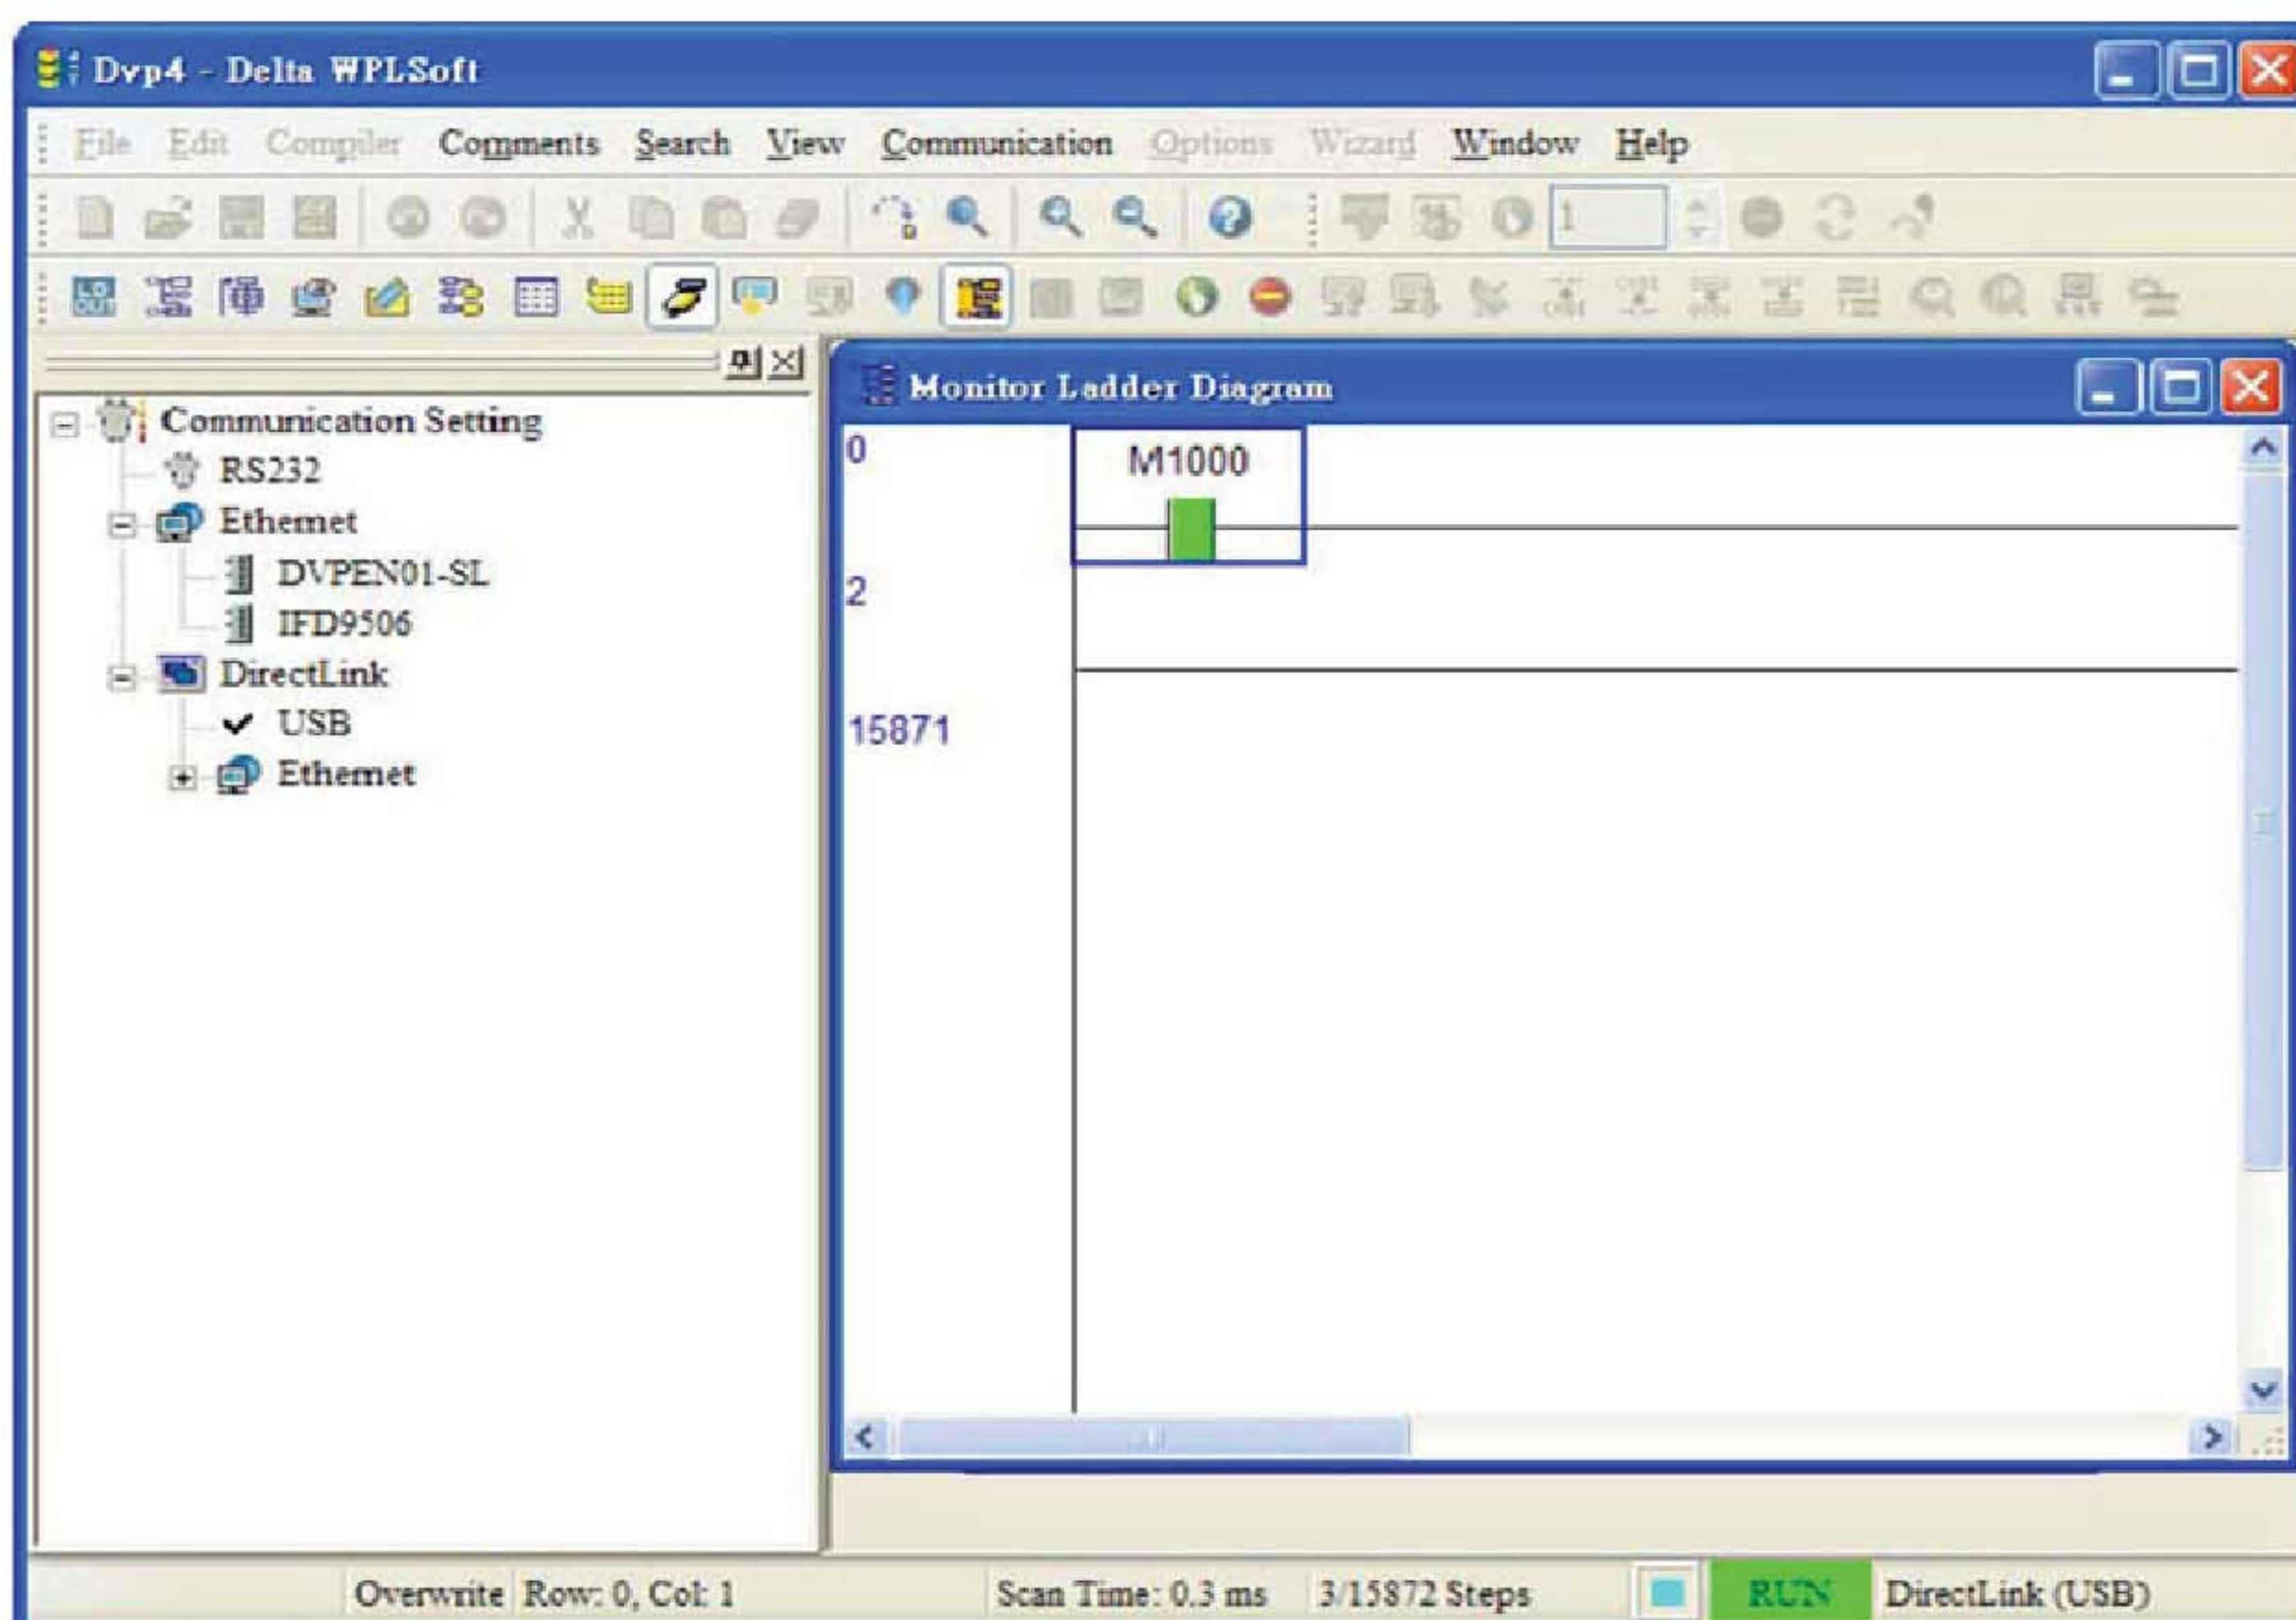 Dvp4 - Delta WPLSoft
File Edit Compiler Comments Search View Communication Options Wizard Window Help
1
Communication Setting
RS232
Ethernet
DVPEN01-SL
IFD9506
DirectLink
USB
Ethernet
Monitor Ladder Diagram
0
M1000
2
15871
Overwrite Row: 0, Col: 1 Scan Time: 0.3 ms 3/15872 Steps RUN DirectLink (USB)